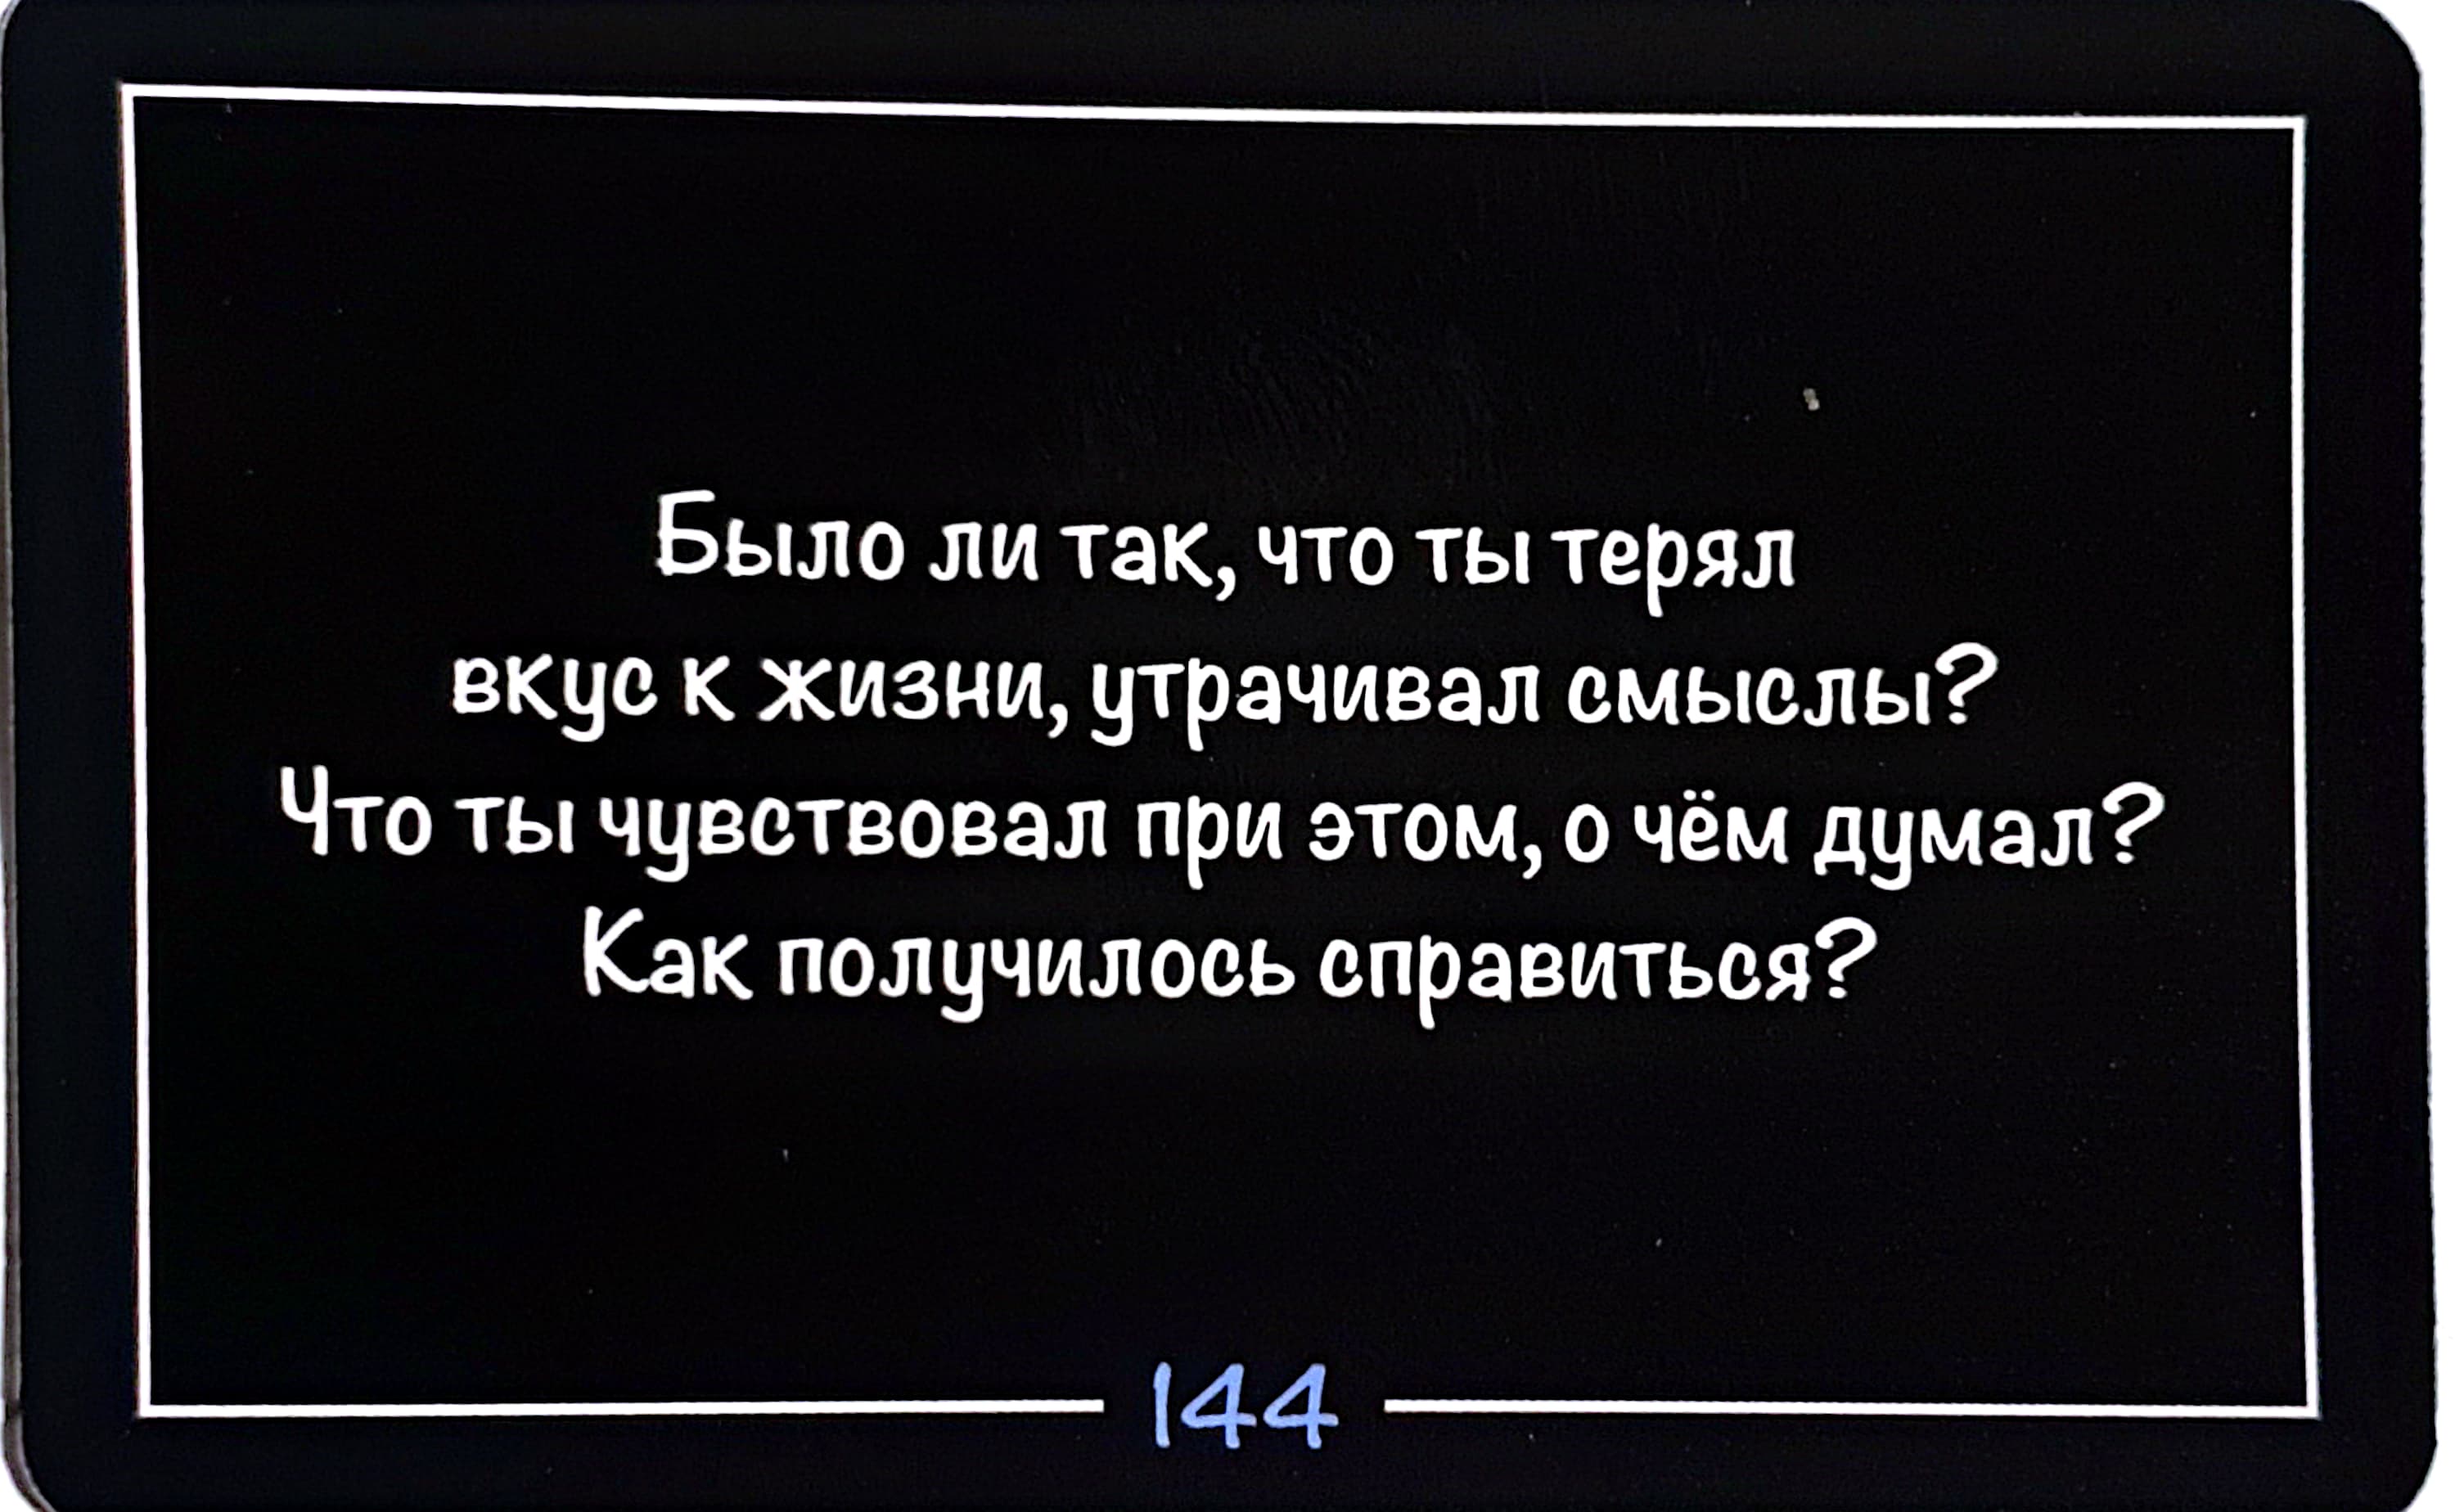 Было ли так, что ты терял
вкус к жизни, утрачивал смыслы?
Что ты чувствовал при этом, о чём думал?
Как получилось справиться?
144